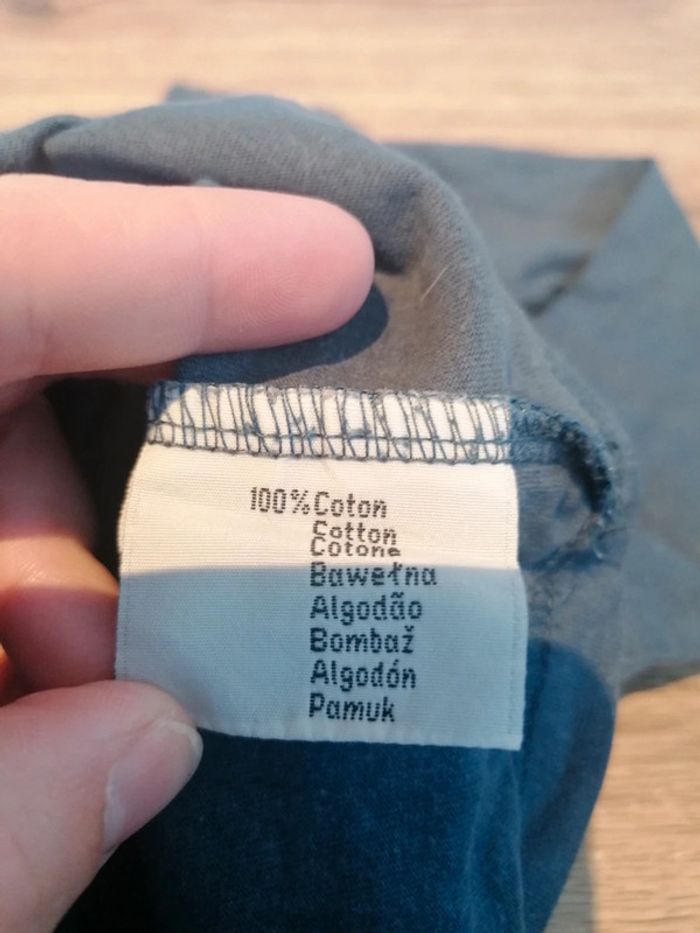 100% Coton
Cotton
Cotone
Bawełna
Algodão
Bombaž
Algodón
Pamuk